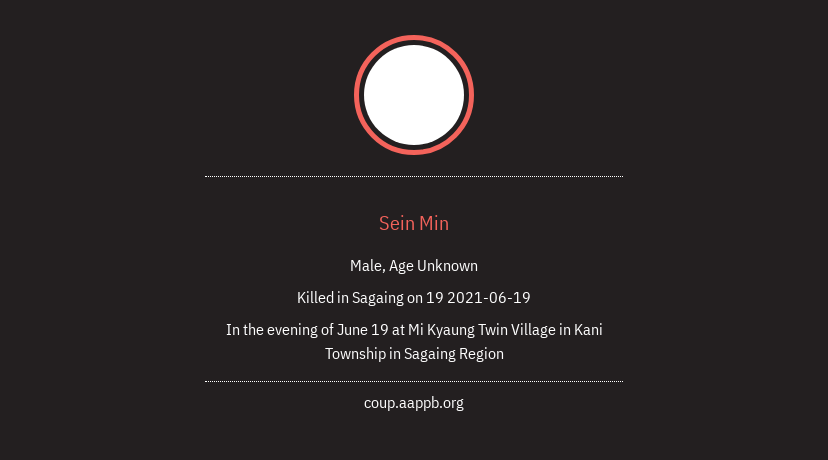 Sein Min
Male, Age Unknown
Killed in Sagaing on 19 2021-06-19
In the evening of June 19 at Mi Kyaung Twin Village in Kani
Township in Sagaing Region
coup.aappb.org